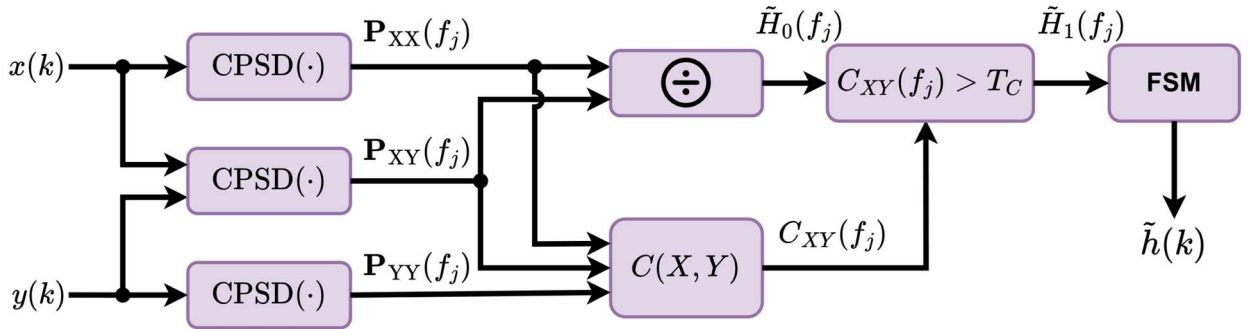 x(k)
CPSD(·)
P_XX(f_j)
÷
H̃_0(f_j)
C_XY(f_j) > T_C
H̃_1(f_j)
FSM
CPSD(·)
P_XY(f_j)
y(k)
CPSD(·)
P_YY(f_j)
C(X, Y)
C_XY(f_j)
h̃(k)